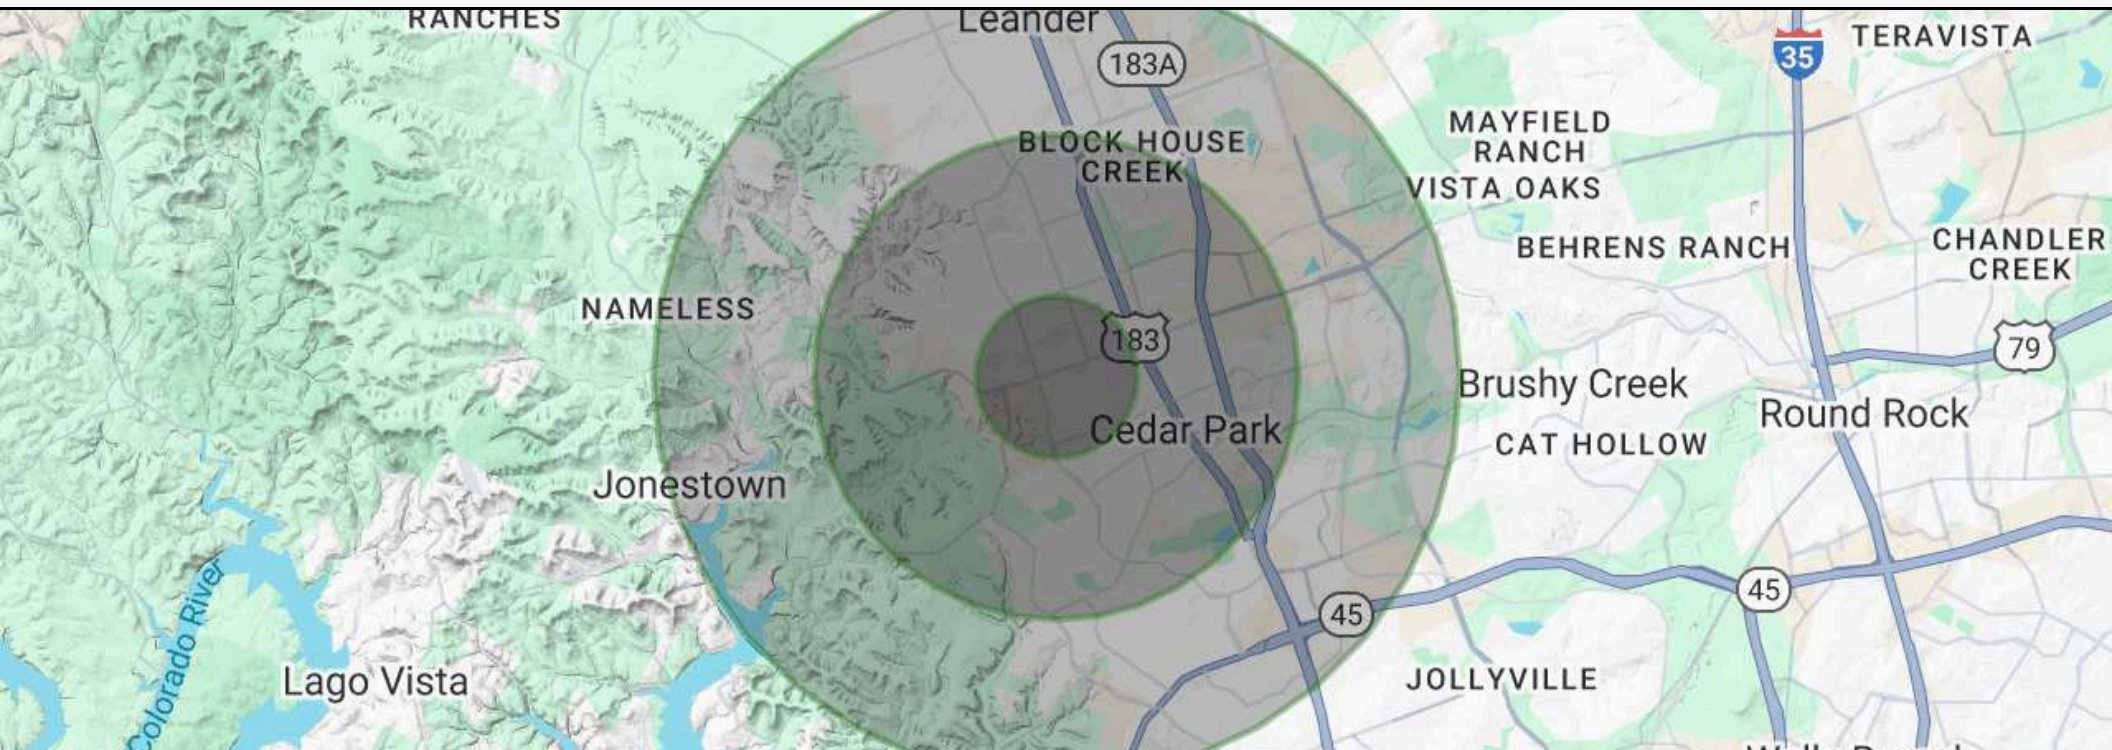 RANCHES
Leander
183A
35
TERAVISTA
BLOCK HOUSE
CREEK
MAYFIELD
RANCH
VISTA OAKS
BEHRENS RANCH
CHANDLER
CREEK
NAMELESS
183
79
Brushy Creek
Round Rock
Cedar Park
CAT HOLLOW
Jonestown
45
45
Colorado River
Lago Vista
JOLLYVILLE